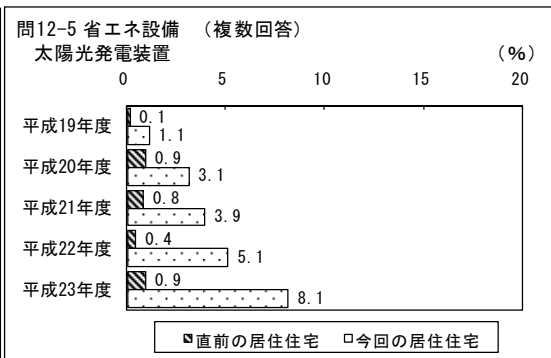 問12-5 省エネ設備 （複数回答）
太陽光発電装置 （％）
0 5 10 15 20
平成19年度 0.1
1.1
平成20年度 0.9
3.1
平成21年度 0.8
3.9
平成22年度 0.4
5.1
平成23年度 0.9
8.1
直前の居住住宅 今回の居住住宅